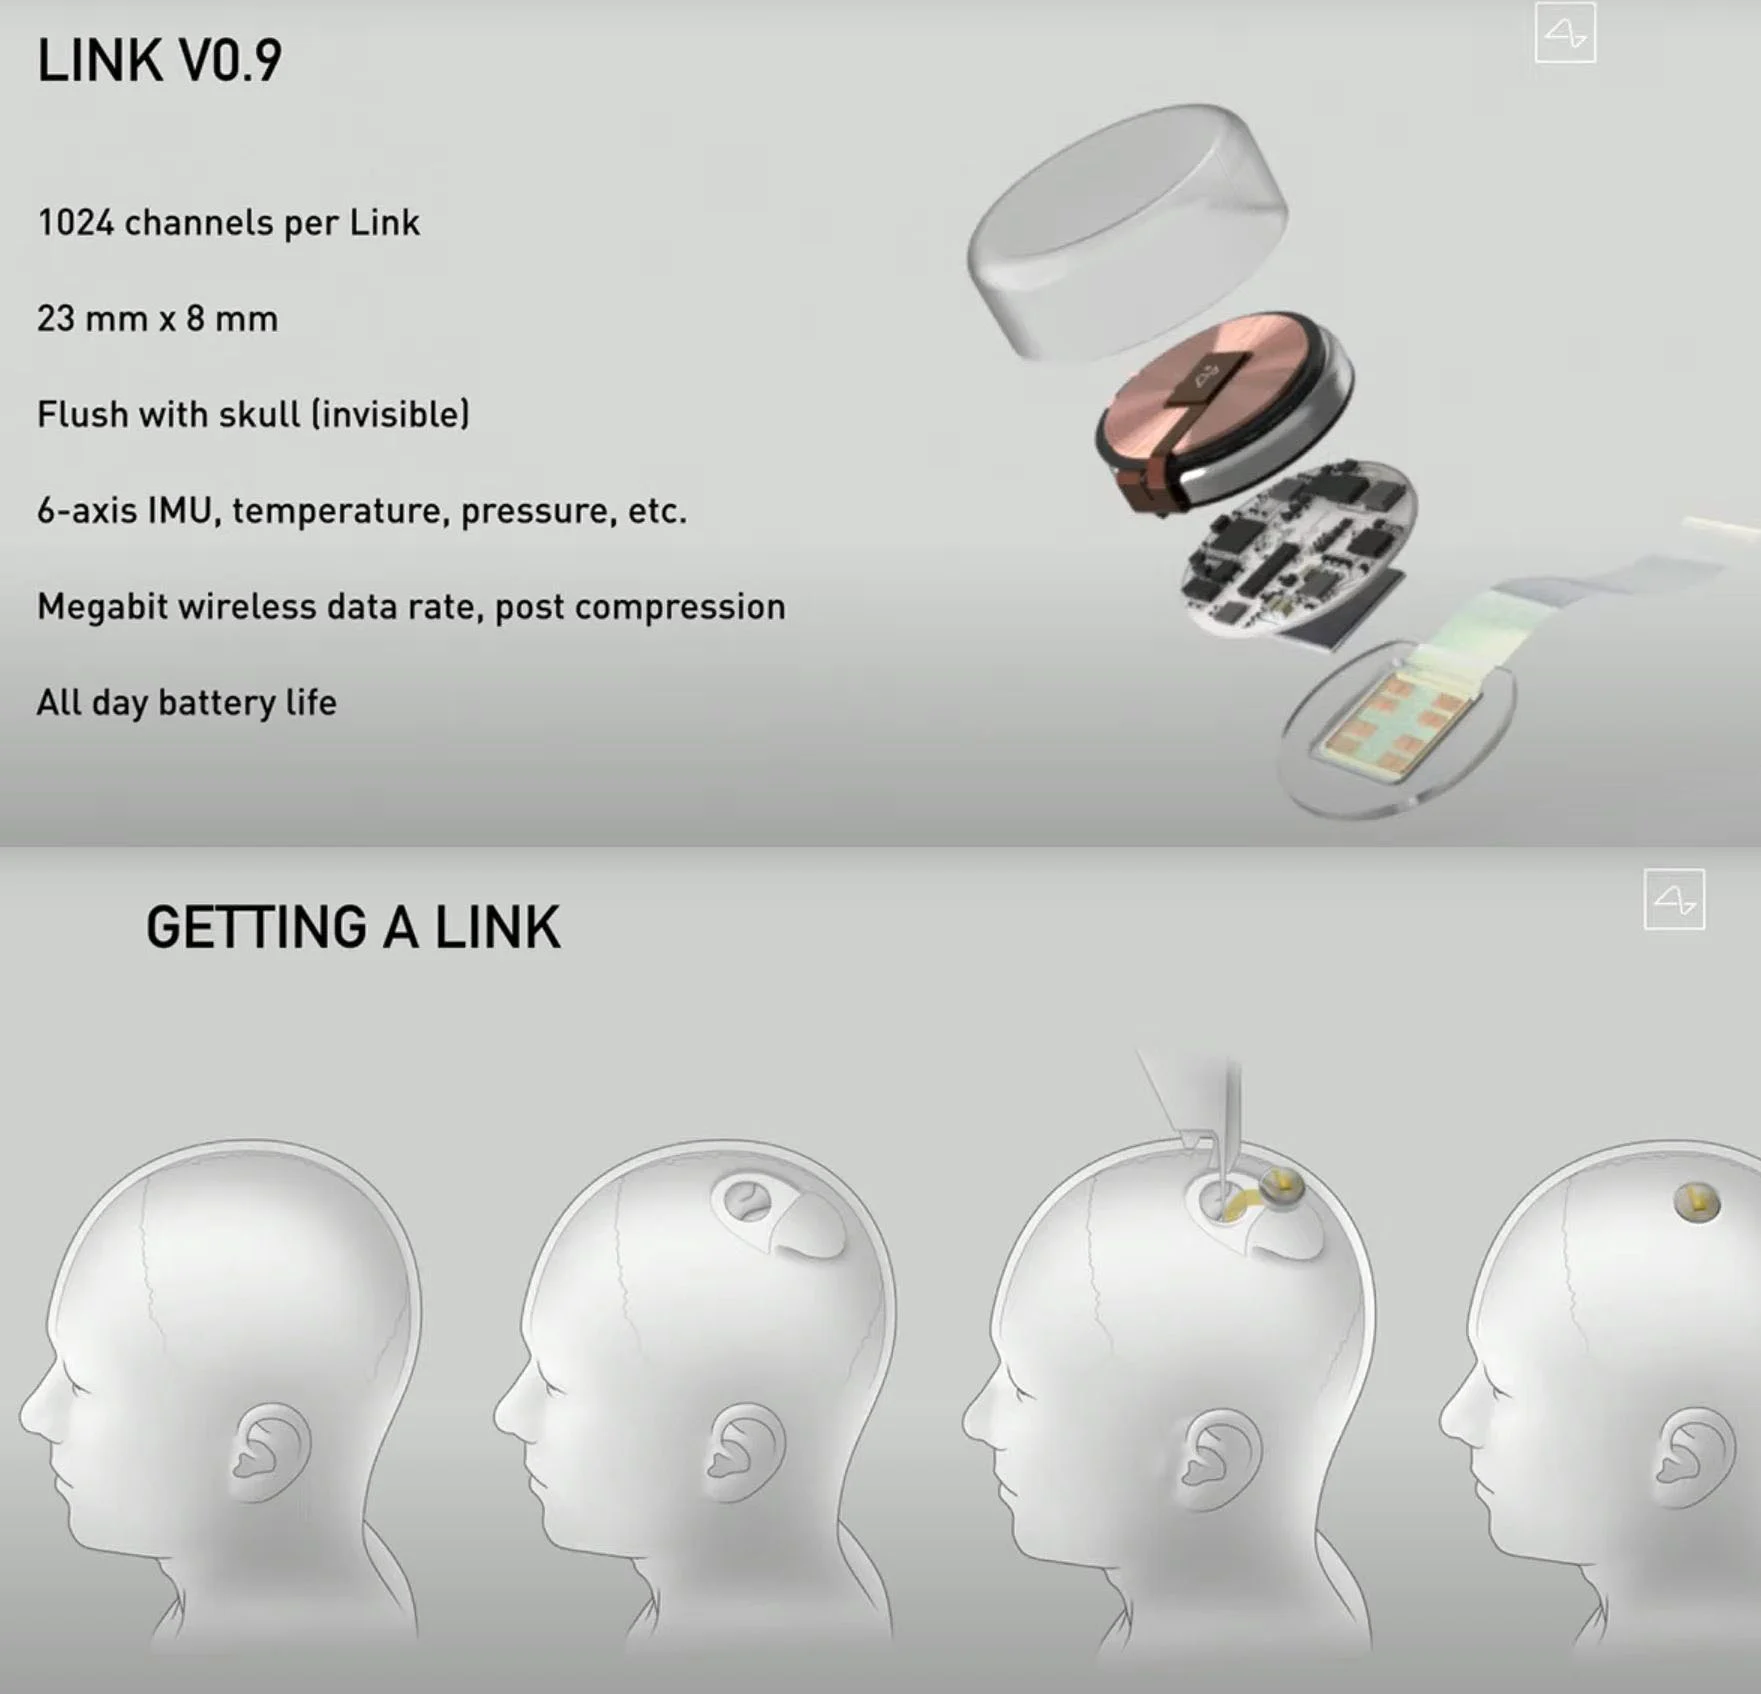 LINK V0.9
1024 channels per Link
23 mm x 8 mm
Flush with skull (invisible)
6-axis IMU, temperature, pressure, etc.
Megabit wireless data rate, post compression
All day battery life
GETTING A LINK